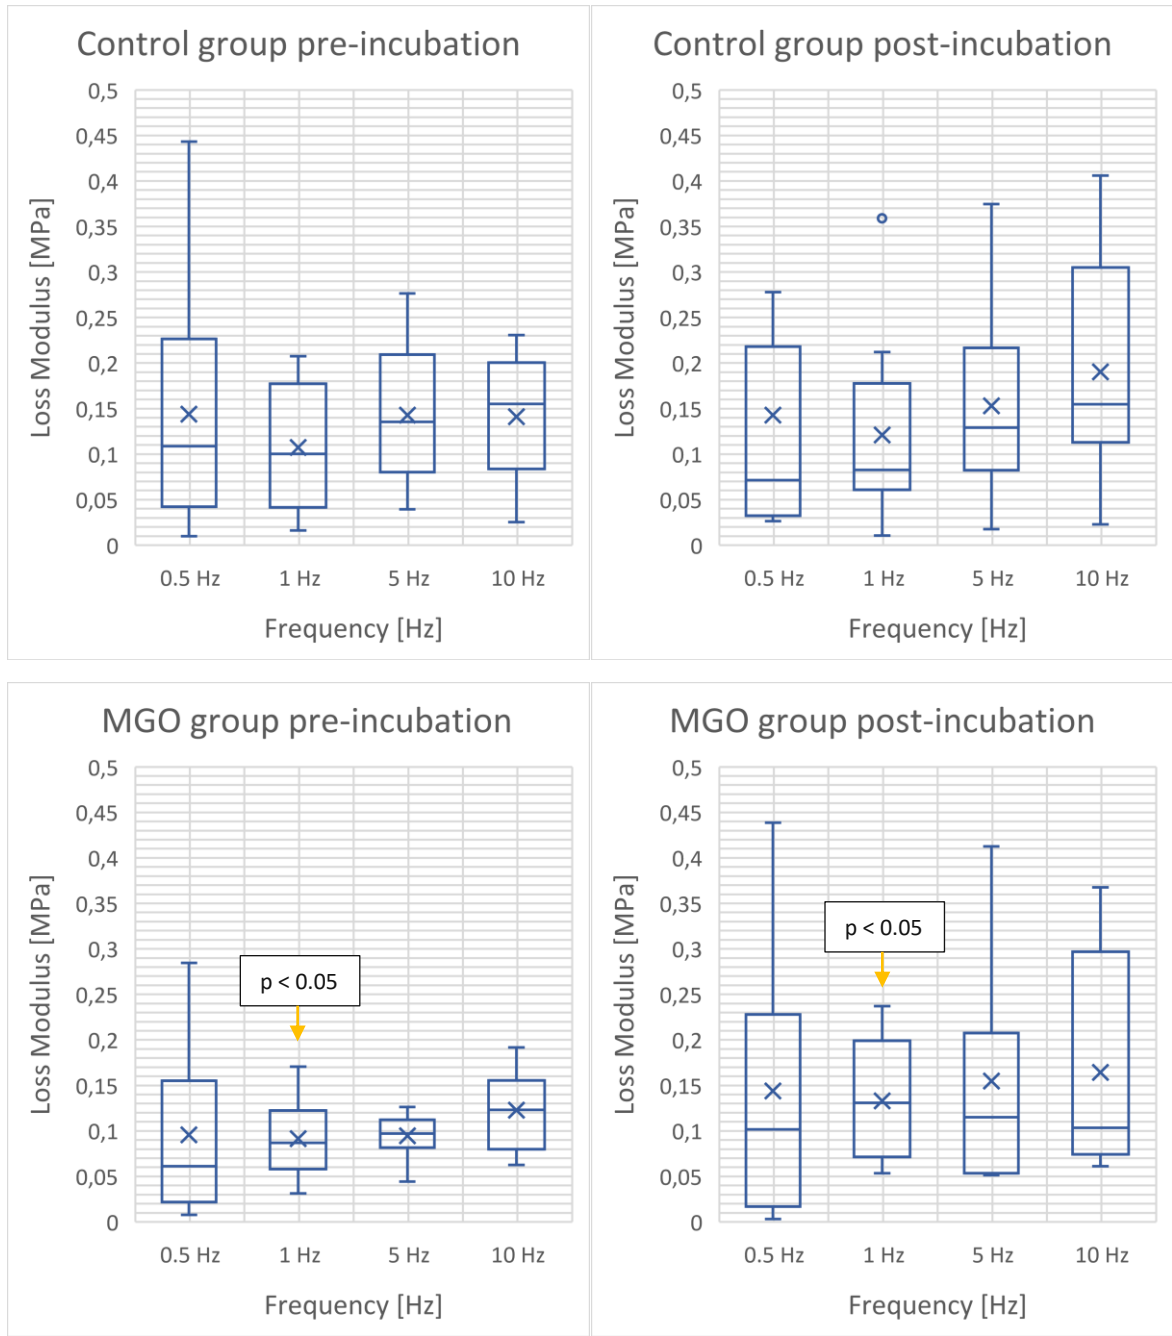 Control group pre-incubation
Loss Modulus [MPa]
0,5
0,45
0,4
0,35
0,3
0,25
0,2
0,15
0,1
0,05
0
0.5 Hz 1 Hz 5 Hz 10 Hz
Frequency [Hz]
Control group post-incubation
Loss Modulus [MPa]
0,5
0,45
0,4
0,35
0,3
0,25
0,2
0,15
0,1
0,05
0
0.5 Hz 1 Hz 5 Hz 10 Hz
Frequency [Hz]
MGO group pre-incubation
Loss Modulus [MPa]
0,5
0,45
0,4
0,35
0,3
0,25
0,2
0,15
0,1
0,05
0
p < 0.05
0.5 Hz 1 Hz 5 Hz 10 Hz
Frequency [Hz]
MGO group post-incubation
Loss Modulus [MPa]
0,5
0,45
0,4
0,35
0,3
0,25
0,2
0,15
0,1
0,05
0
p < 0.05
0.5 Hz 1 Hz 5 Hz 10 Hz
Frequency [Hz]